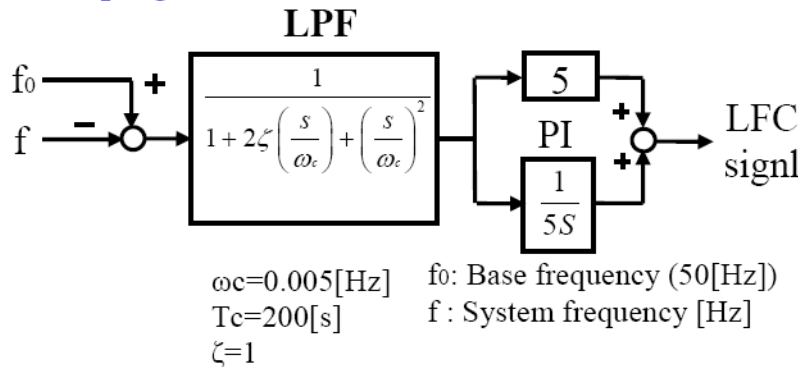 LPF
f0
+
−
f
1
1 + 2ζ(s/ωc) + (s/ωc)²
5
PI
1
5S
+
+
LFC
signl
ωc=0.005[Hz]
Tc=200[s]
ζ=1
f0: Base frequency (50[Hz])
f : System frequency [Hz]